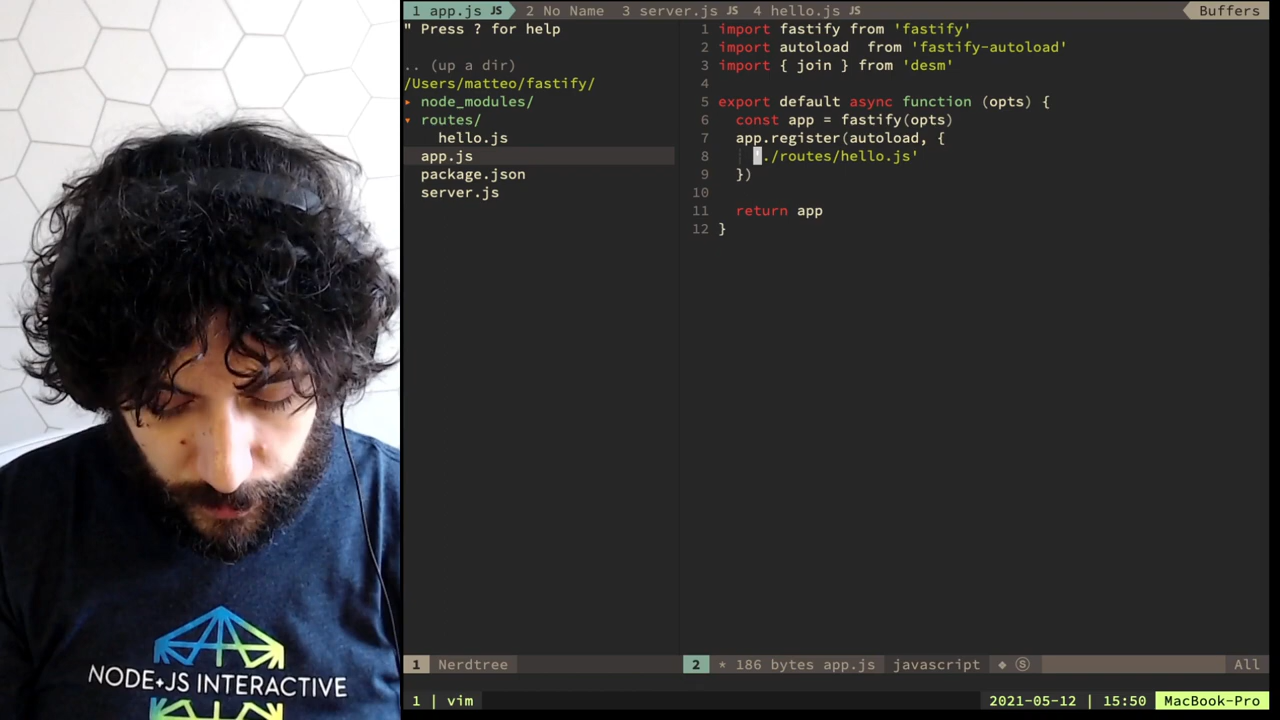 1 app.js JS 2 No Name 3 server.js JS 4 hello.js JS Buffers
" Press ? for help
.. (up a dir)
/Users/matteo/fastify/
▸ node_modules/
▾ routes/
hello.js
app.js
package.json
server.js
1 import fastify from 'fastify'
2 import autoload  from 'fastify-autoload'
3 import { join } from 'desm'
4
5 export default async function (opts) {
6   const app = fastify(opts)
7   app.register(autoload, {
8     './routes/hello.js'
9   })
10
11   return app
12 }
1 Nerdtree
2 * 186 bytes app.js javascript ◆ Ⓢ All
1 | vim 2021-05-12 | 15:50 MacBook-Pro
NODE+JS INTERACTIVE